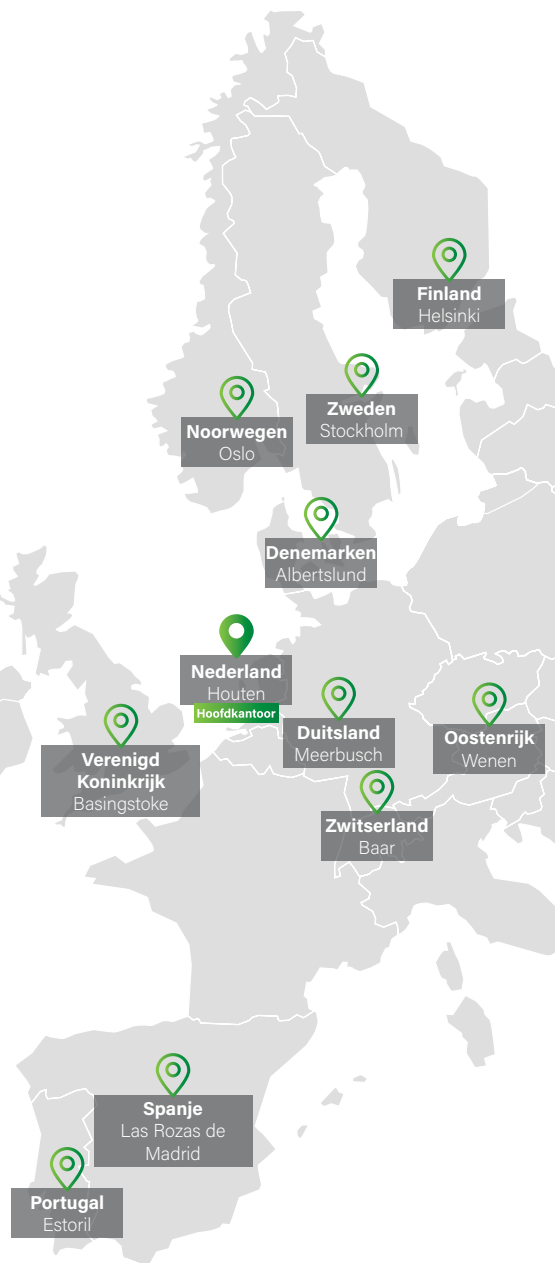 Finland
Helsinki
Zweden
Stockholm
Noorwegen
Oslo
Denemarken
Albertslund
Nederland
Houten
Hoofdkantoor
Duitsland
Meerbusch
Oostenrijk
Wenen
Verenigd
Koninkrijk
Basingstoke
Zwitserland
Baar
Spanje
Las Rozas de
Madrid
Portugal
Estoril